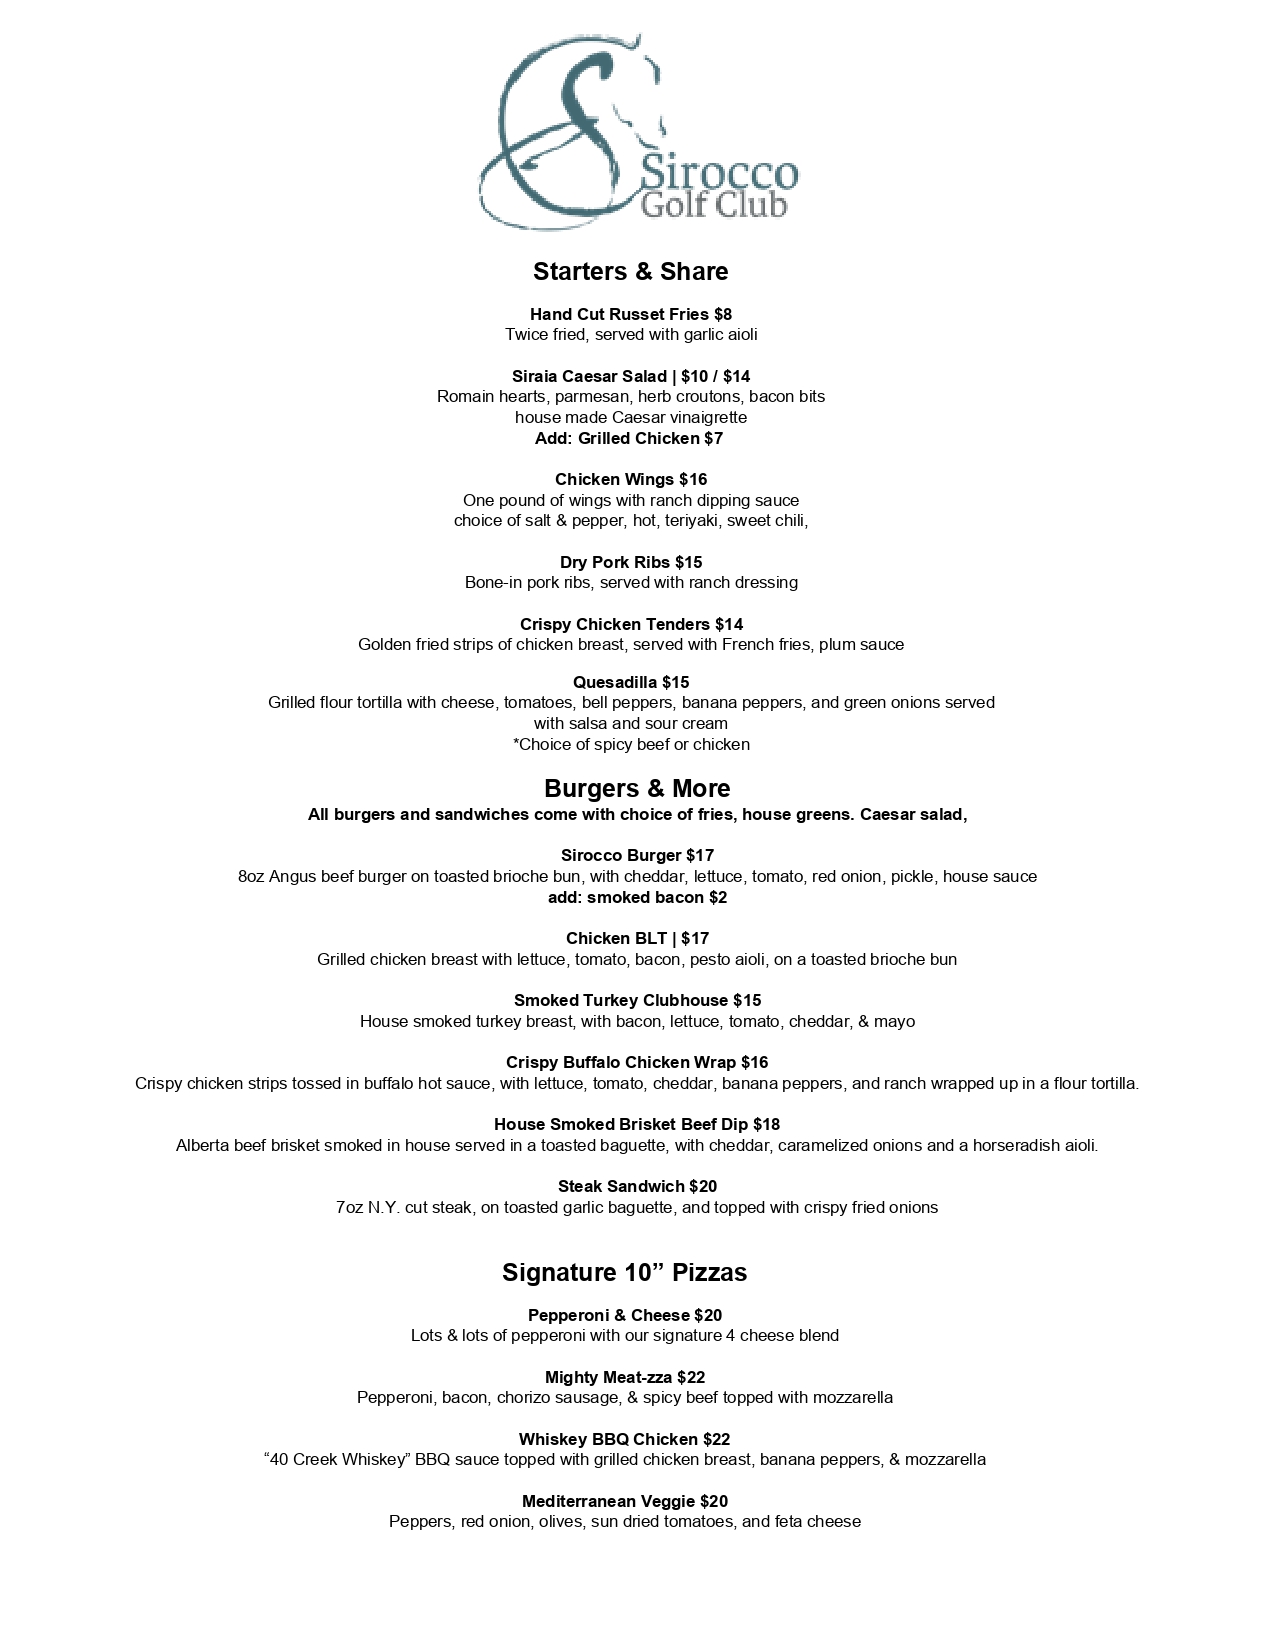 Sirocco
Golf Club
Starters & Share
Hand Cut Russet Fries $8
Twice fried, served with garlic aioli
Siraia Caesar Salad | $10 / $14
Romain hearts, parmesan, herb croutons, bacon bits
house made Caesar vinaigrette
Add: Grilled Chicken $7
Chicken Wings $16
One pound of wings with ranch dipping sauce
choice of salt & pepper, hot, teriyaki, sweet chili,
Dry Pork Ribs $15
Bone-in pork ribs, served with ranch dressing
Crispy Chicken Tenders $14
Golden fried strips of chicken breast, served with French fries, plum sauce
Quesadilla $15
Grilled flour tortilla with cheese, tomatoes, bell peppers, banana peppers, and green onions served
with salsa and sour cream
*Choice of spicy beef or chicken
Burgers & More
All burgers and sandwiches come with choice of fries, house greens. Caesar salad,
Sirocco Burger $17
8oz Angus beef burger on toasted brioche bun, with cheddar, lettuce, tomato, red onion, pickle, house sauce
add: smoked bacon $2
Chicken BLT | $17
Grilled chicken breast with lettuce, tomato, bacon, pesto aioli, on a toasted brioche bun
Smoked Turkey Clubhouse $15
House smoked turkey breast, with bacon, lettuce, tomato, cheddar, & mayo
Crispy Buffalo Chicken Wrap $16
Crispy chicken strips tossed in buffalo hot sauce, with lettuce, tomato, cheddar, banana peppers, and ranch wrapped up in a flour tortilla.
House Smoked Brisket Beef Dip $18
Alberta beef brisket smoked in house served in a toasted baguette, with cheddar, caramelized onions and a horseradish aioli.
Steak Sandwich $20
7oz N.Y. cut steak, on toasted garlic baguette, and topped with crispy fried onions
Signature 10” Pizzas
Pepperoni & Cheese $20
Lots & lots of pepperoni with our signature 4 cheese blend
Mighty Meat-zza $22
Pepperoni, bacon, chorizo sausage, & spicy beef topped with mozzarella
Whiskey BBQ Chicken $22
“40 Creek Whiskey” BBQ sauce topped with grilled chicken breast, banana peppers, & mozzarella
Mediterranean Veggie $20
Peppers, red onion, olives, sun dried tomatoes, and feta cheese